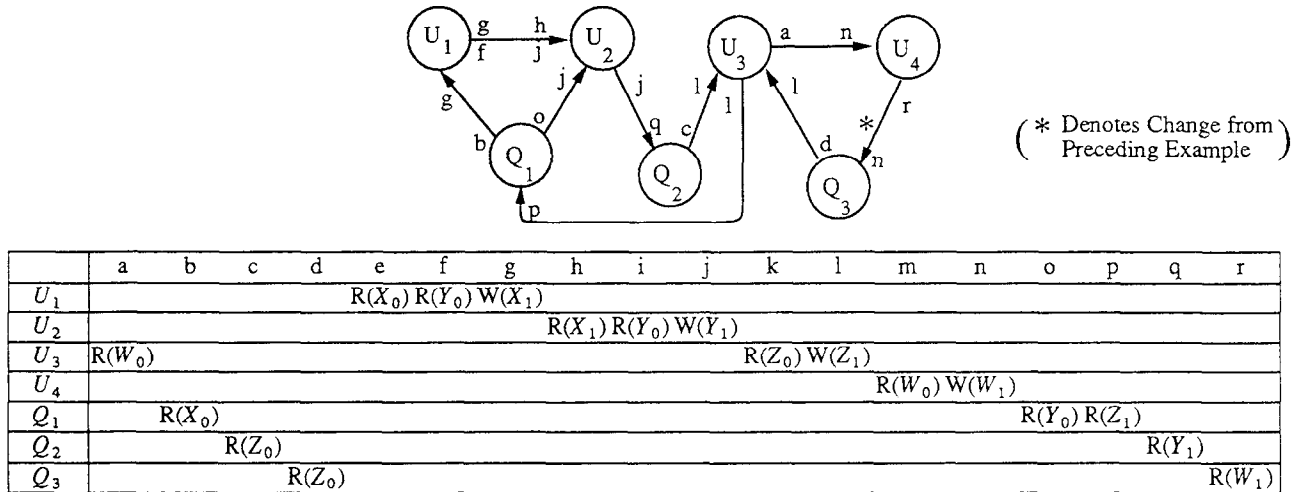 U1 g h U2 U3 a n U4
f j
g j j l l l r
b o q c d * n
Q1 Q2 Q3
p
( * Denotes Change from
Preceding Example )
a b c d e f g h i j k l m n o p q r
U1 R(X0) R(Y0) W(X1)
U2 R(X1) R(Y0) W(Y1)
U3 R(W0) R(Z0) W(Z1)
U4 R(W0) W(W1)
Q1 R(X0) R(Y0) R(Z1)
Q2 R(Z0) R(Y1)
Q3 R(Z0) R(W1)